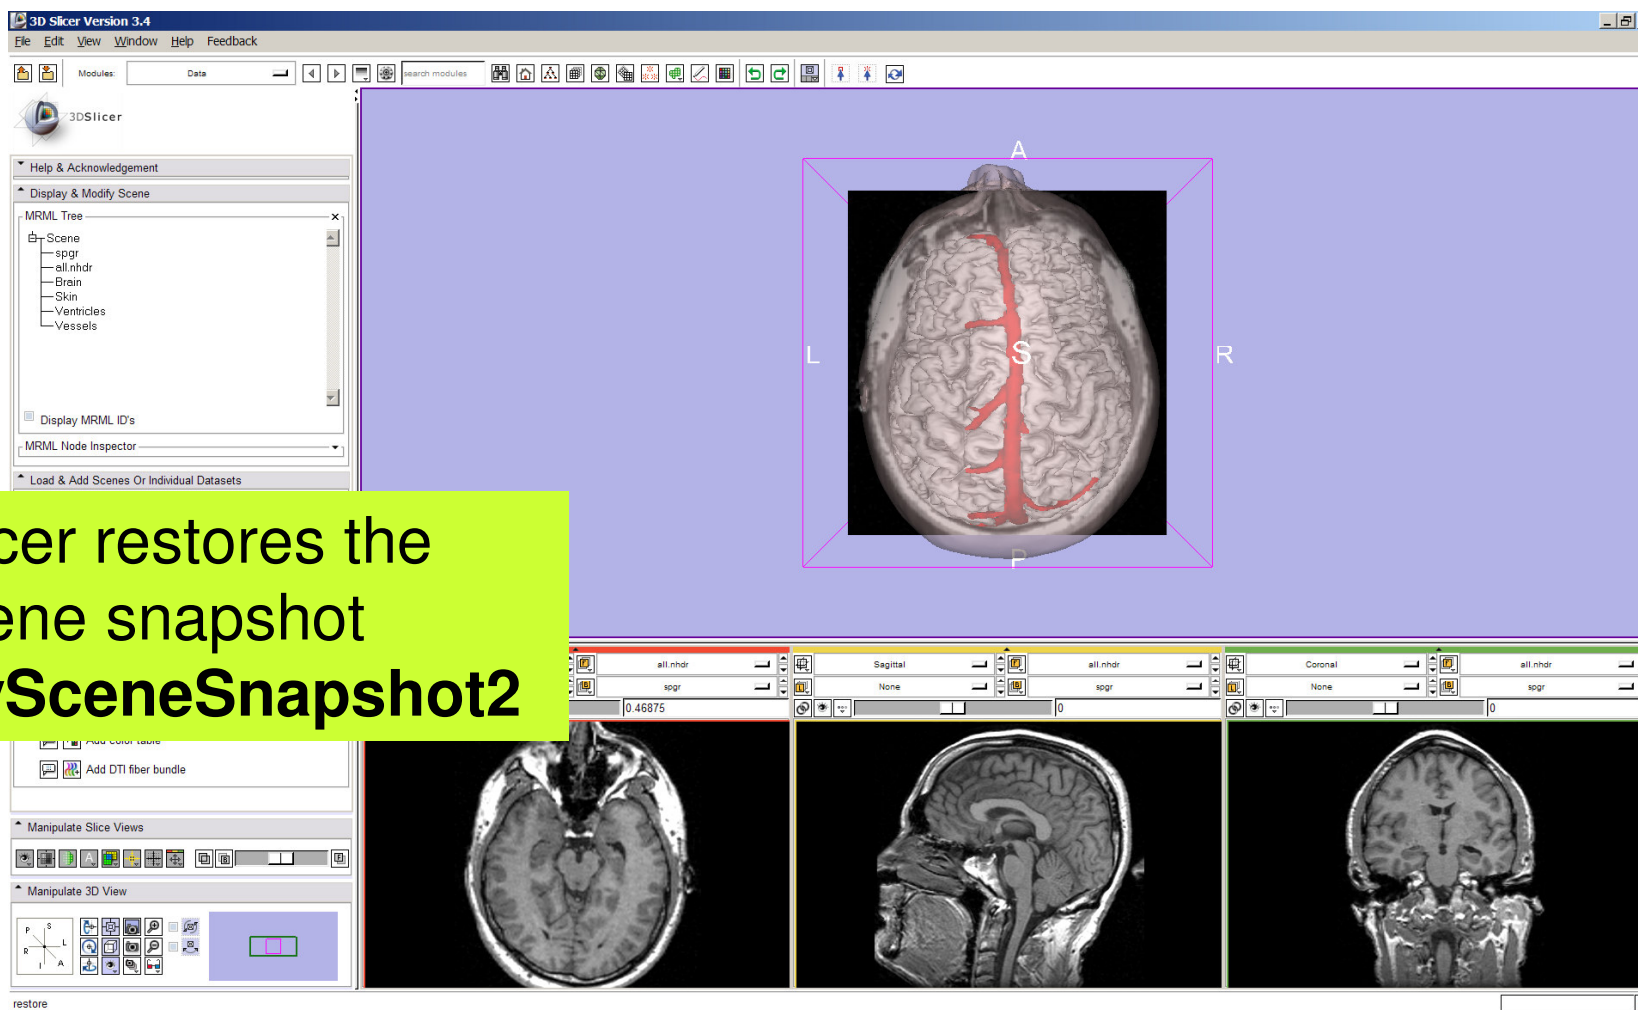 3D Slicer Version 3.4
File Edit View Window Help Feedback
Modules: Data search modules
3DSlicer
Help & Acknowledgement
Display & Modify Scene
MRML Tree
Scene
spgr
all.nhdr
Brain
Skin
Ventricles
Vessels
Display MRML ID's
MRML Node Inspector
Load & Add Scenes Or Individual Datasets
A
L
S
R
P
cer restores the
ene snapshot
ySceneSnapshot2
all.nhdr
spgr
0.46875
Sagittal all.nhdr
None spgr
0
Coronal all.nhdr
None spgr
0
Add color table
Add DTI fiber bundle
Manipulate Slice Views
Manipulate 3D View
P S
R L
I A
restore